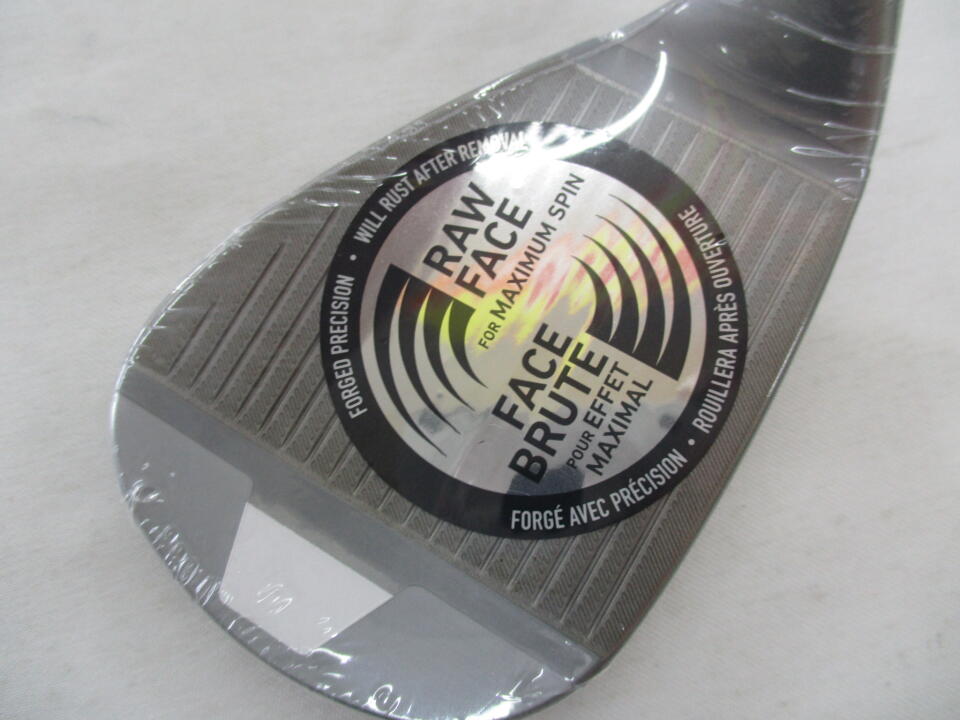 FORGED PRECISION • WILL RUST AFTER REMOVAL
RAW
FACE
FOR MAXIMUM SPIN
FACE
BRUTE
POUR EFFET
MAXIMAL
FORGÉ AVEC PRÉCISION • ROUILLERA APRÈS OUVERTURE